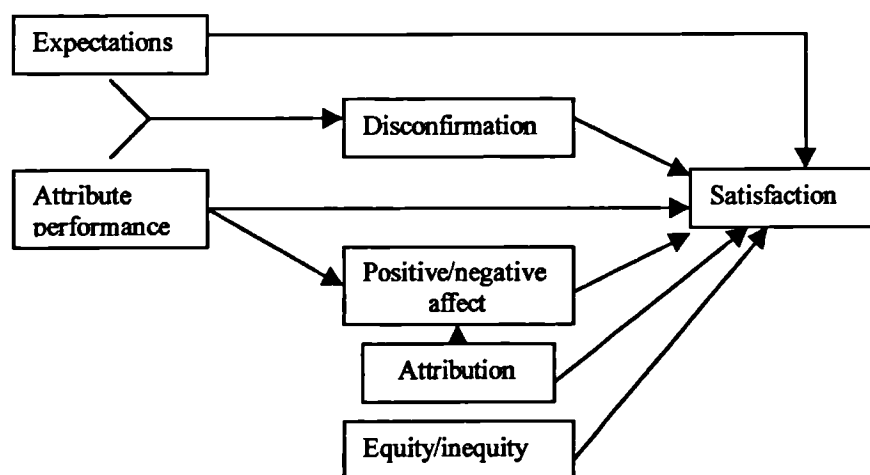 Expectations
Disconfirmation
Attribute
performance
Satisfaction
Positive/negative
affect
Attribution
Equity/inequity